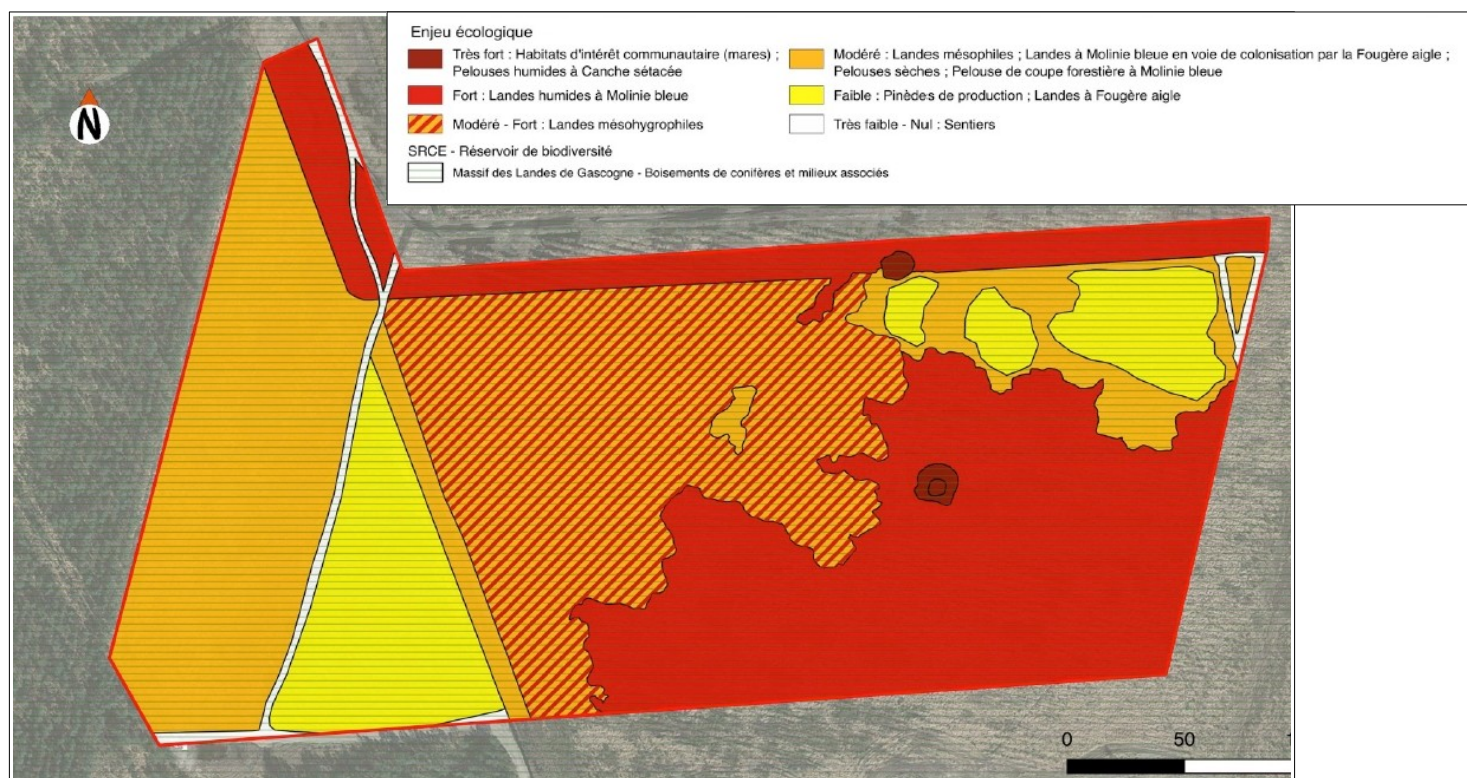 Enjeu écologique
Très fort : Habitats d'intérêt communautaire (mares) ;
Pelouses humides à Canche sétacée
Fort : Landes humides à Molinie bleue
Modéré - Fort : Landes mésohygrophiles
Modéré : Landes mésophiles ; Landes à Molinie bleue en voie de colonisation par la Fougère aigle ;
Pelouses sèches ; Pelouse de coupe forestière à Molinie bleue
Faible : Pinèdes de production ; Landes à Fougère aigle
Très faible - Nul : Sentiers
SRCE - Réservoir de biodiversité
Massif des Landes de Gascogne - Boisements de conifères et milieux associés
N
0 50